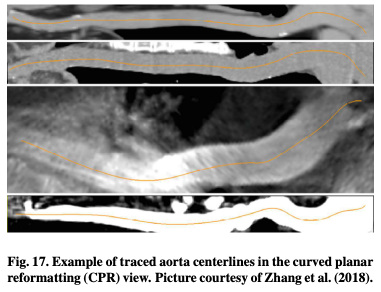 Fig. 17. Example of traced aorta centerlines in the curved planar
reformatting (CPR) view. Picture courtesy of Zhang et al. (2018).